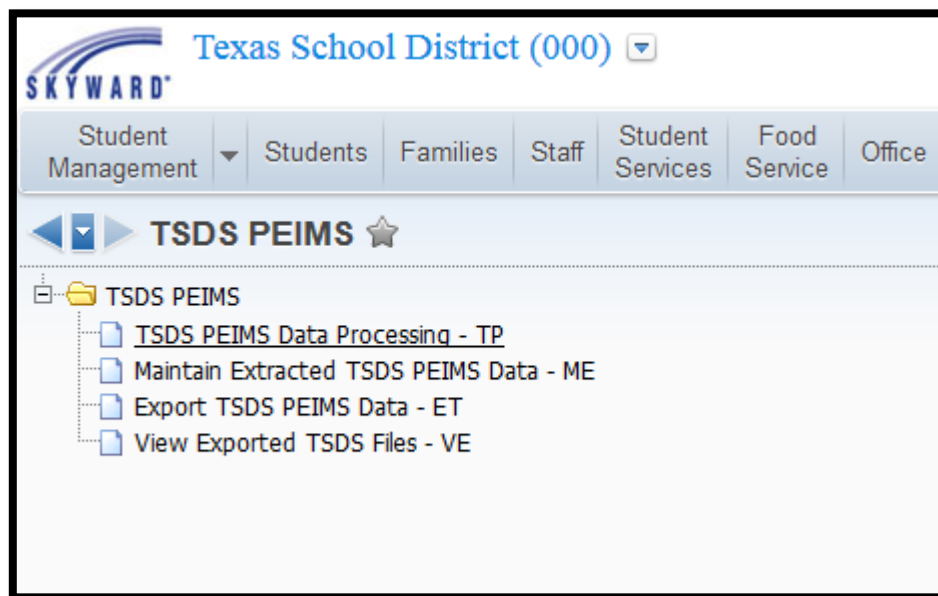 Texas School District (000)
SKYWARD
Student Management
Students
Families
Staff
Student Services
Food Service
Office
TSDS PEIMS
TSDS PEIMS
TSDS PEIMS Data Processing - TP
Maintain Extracted TSDS PEIMS Data - ME
Export TSDS PEIMS Data - ET
View Exported TSDS Files - VE